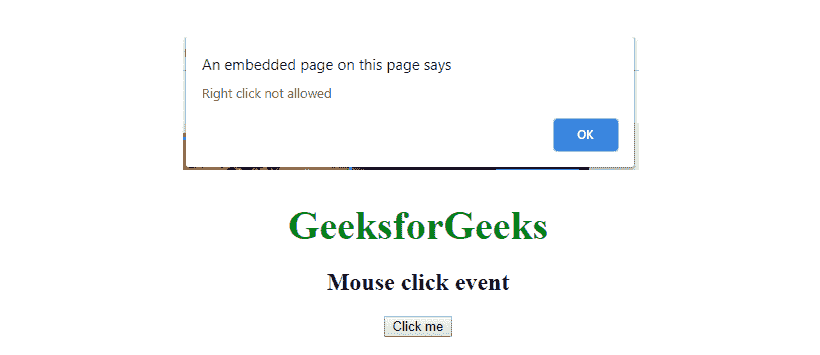 An embedded page on this page says
Right click not allowed
OK
GeeksforGeeks
Mouse click event
Click me